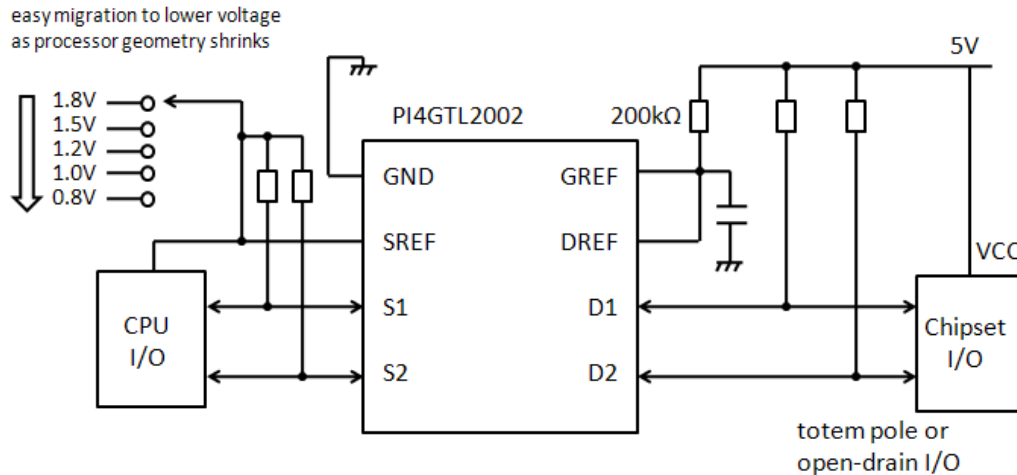 easy migration to lower voltage
as processor geometry shrinks
5V
1.8V
1.5V
1.2V
1.0V
0.8V
PI4GTL2002
200kΩ
GND
GREF
SREF
DREF
VCC
CPU
I/O
S1
D1
Chipset
I/O
S2
D2
totem pole or
open-drain I/O